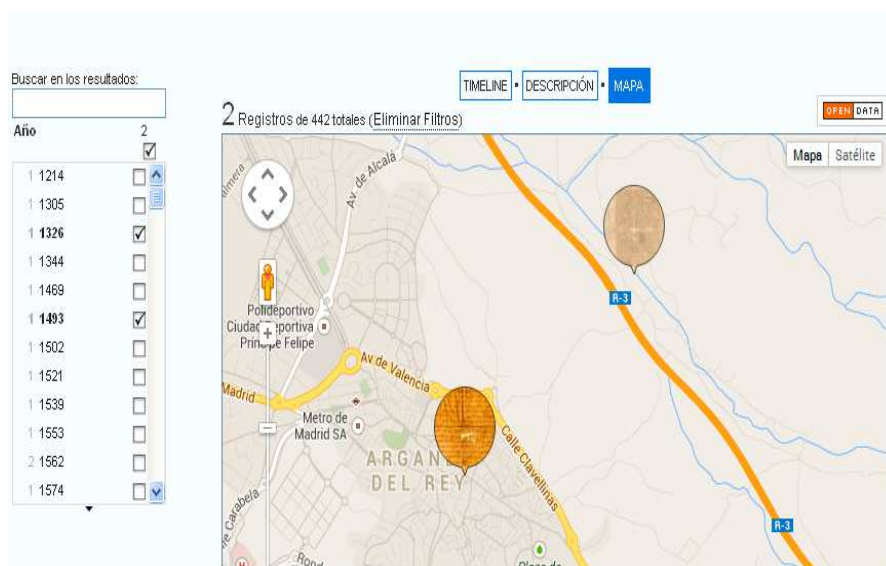 Buscar en los resultados:
TIMELINE • DESCRIPCIÓN • MAPA
2 Registros de 442 totales (Eliminar Filtros)
OPEN DATA
Año 2
1 1214
1 1305
1 1326
1 1344
1 1469
1 1493
1 1502
1 1521
1 1539
1 1553
2 1562
1 1574
Mapa Satélite
Av. de Alcalá
R-3
Polideportivo
Príncipe Felipe
Av de Valencia
Madrid
Metro de
Madrid SA
Calle Clavellinas
DEL REY
R-3
Carabela
H